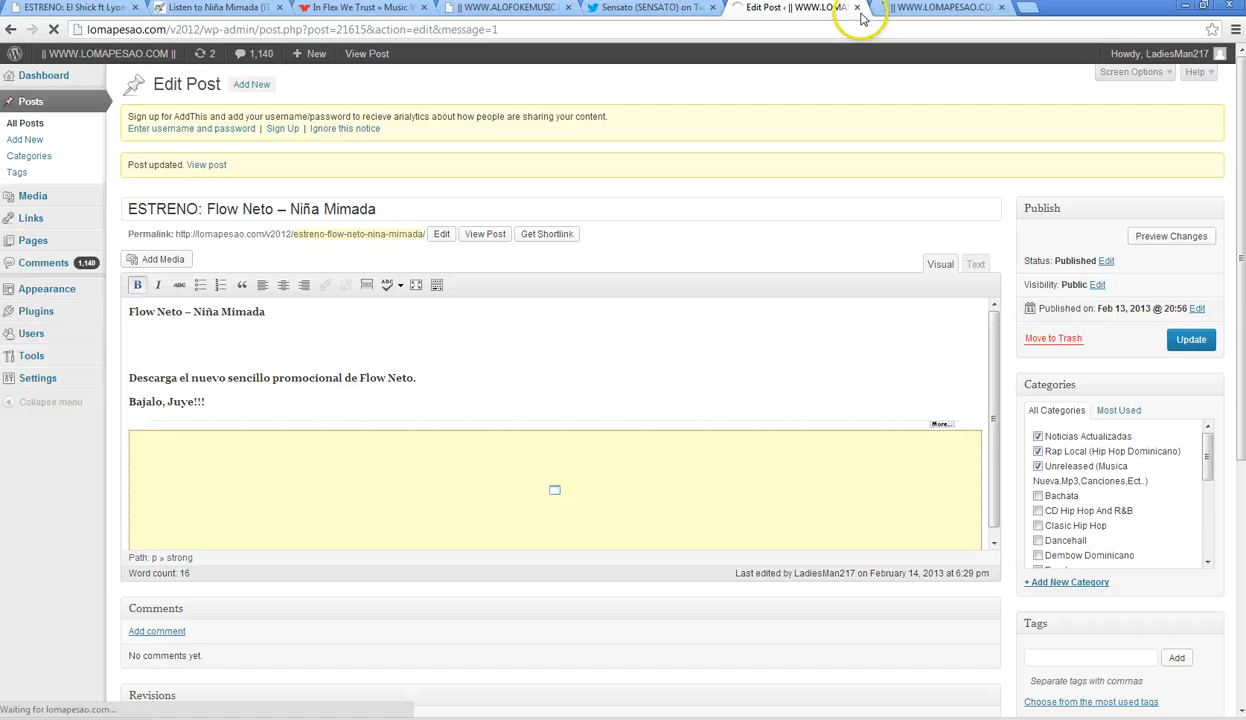 ESTRENO: El Shick ft Lyon
Listen to Niña Mimada (iT
In Flex We Trust » Music V
|| WWW.ALOFOKEMUSIC.
Sensato (SENSATO) on Tw
Edit Post ‹ || WWW.LOMA
|| WWW.LOMAPESAO.CO
lomapesao.com/v2012/wp-admin/post.php?post=21615&action=edit&message=1
|| WWW.LOMAPESAO.COM || 2 1,140 + New View Post Howdy, LadiesMan217
Dashboard
Posts
All Posts
Add New
Categories
Tags
Media
Links
Pages
Comments 1,140
Appearance
Plugins
Users
Tools
Settings
Collapse menu
Screen Options Help
Edit Post Add New
Sign up for AddThis and add your username/password to recieve analytics about how people are sharing your content.
Enter username and password | Sign Up | Ignore this notice
Post updated. View post
ESTRENO: Flow Neto – Niña Mimada
Permalink: http://lomapesao.com/v2012/estreno-flow-neto-nina-mimada/ Edit View Post Get Shortlink
Add Media
Visual Text
B I ABC ABC
Flow Neto – Niña Mimada
Descarga el nuevo sencillo promocional de Flow Neto.
Bajalo, Juye!!!
More...
Path: p » strong
Word count: 16 Last edited by LadiesMan217 on February 14, 2013 at 6:29 pm
Comments
Add comment
No comments yet.
Revisions
Publish
Preview Changes
Status: Published Edit
Visibility: Public Edit
Published on: Feb 13, 2013 @ 20:56 Edit
Move to Trash Update
Categories
All Categories Most Used
Noticias Actualizadas
Rap Local (Hip Hop Dominicano)
Unreleased (Musica
Nueva,Mp3,Canciones,Ect..)
Bachata
CD Hip Hop And R&B
Clasic Hip Hop
Dancehall
Dembow Dominicano
+ Add New Category
Tags
Add
Separate tags with commas
Choose from the most used tags
Waiting for lomapesao.com...